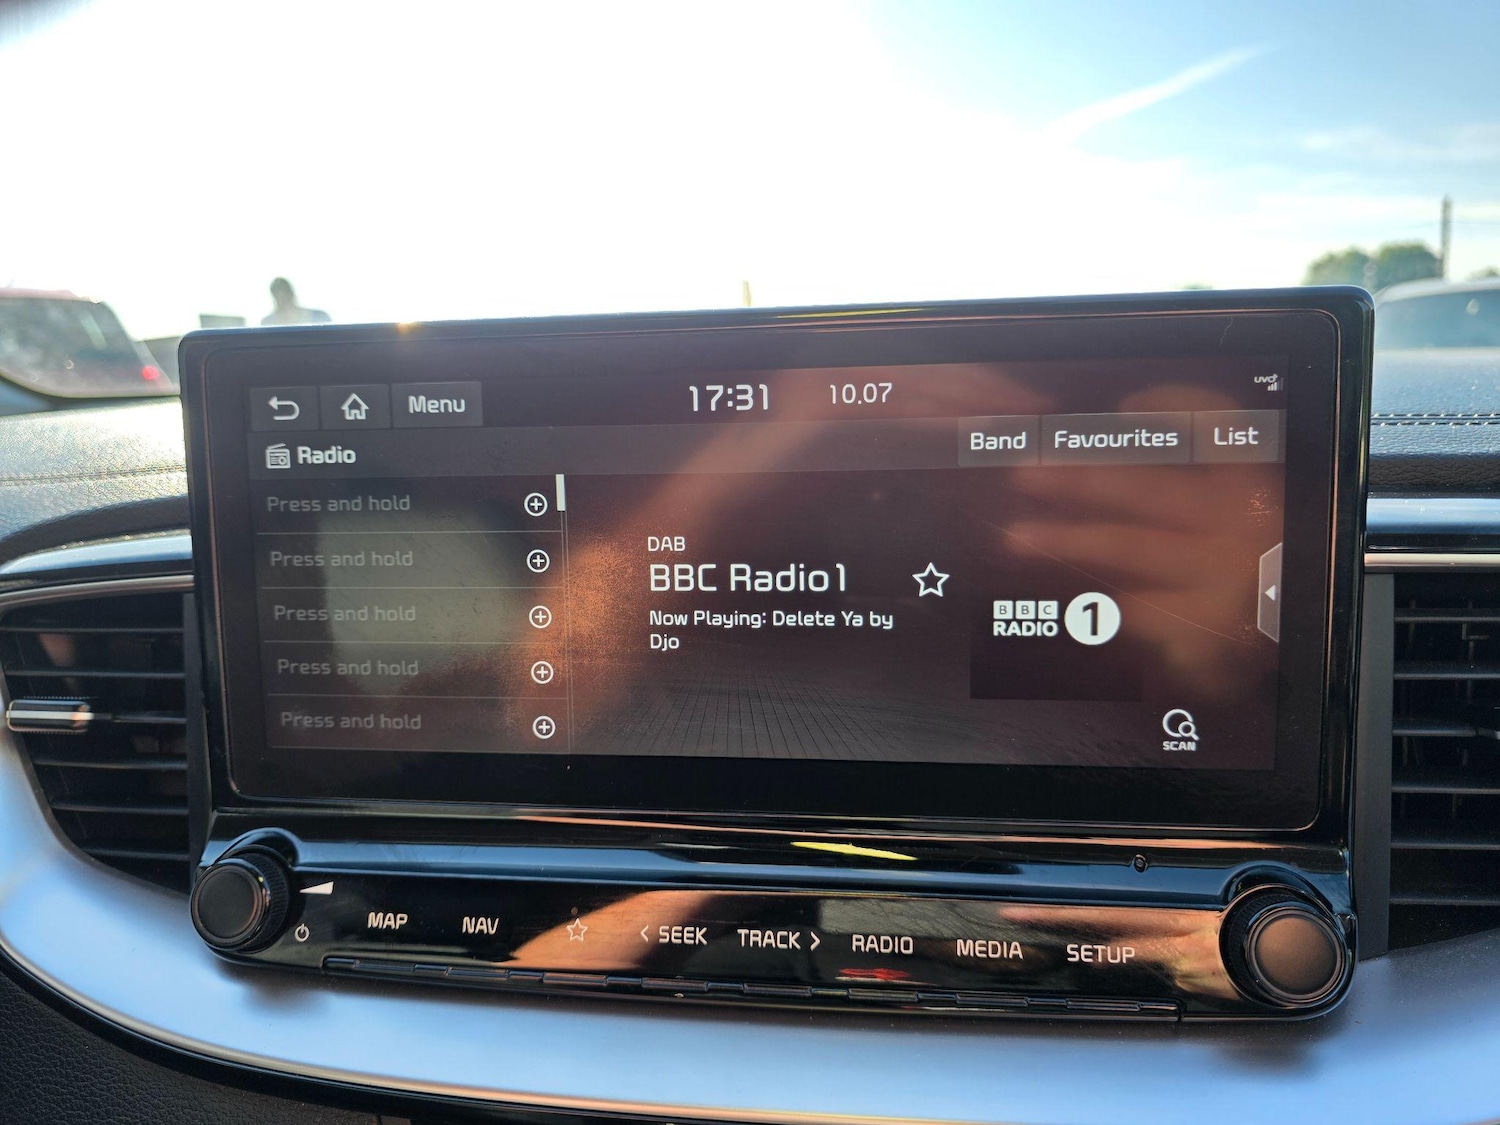 Menu
17:31
10.07
UVO
Radio
Band
Favourites
List
Press and hold
Press and hold
Press and hold
Press and hold
Press and hold
DAB
BBC Radio1
Now Playing: Delete Ya by
Djo
BBC
RADIO 1
SCAN
MAP
NAV
< SEEK
TRACK >
RADIO
MEDIA
SETUP